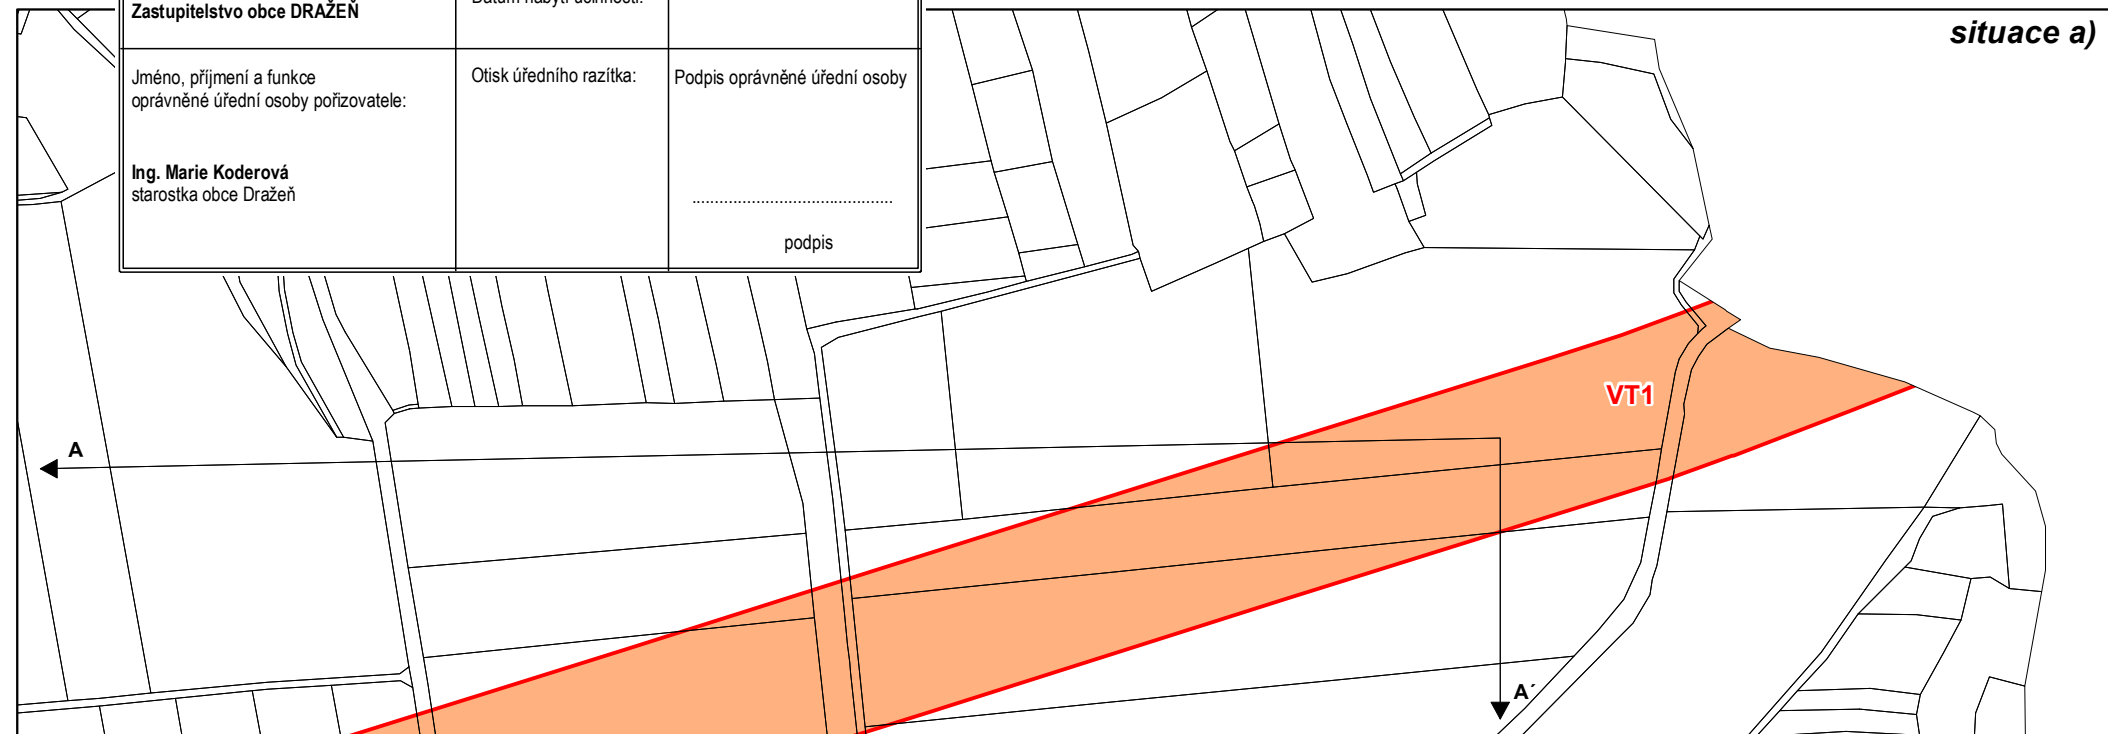 Zastupitelstvo obce DRAŽEŇ
situace a)
Jméno, příjmení a funkce
oprávněné úřední osoby pořizovatele:
Otisk úředního razítka:
Podpis oprávněné úřední osoby
Ing. Marie Koderová
starostka obce Dražeň
podpis
VT1
A
A´